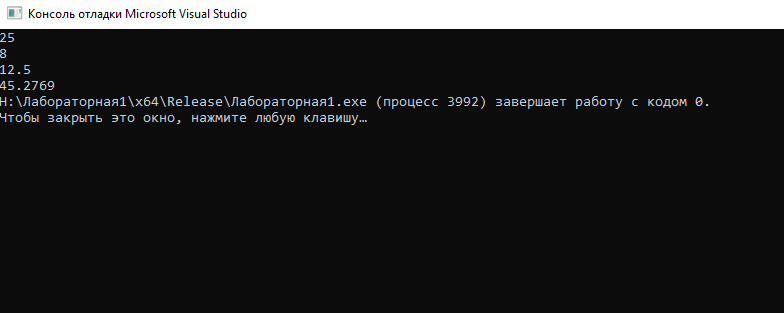 Консоль отладки Microsoft Visual Studio
25
8
12.5
45.2769
H:\Лабораторная1\x64\Release\Лабораторная1.exe (процесс 3992) завершает работу с кодом 0.
Чтобы закрыть это окно, нажмите любую клавишу…